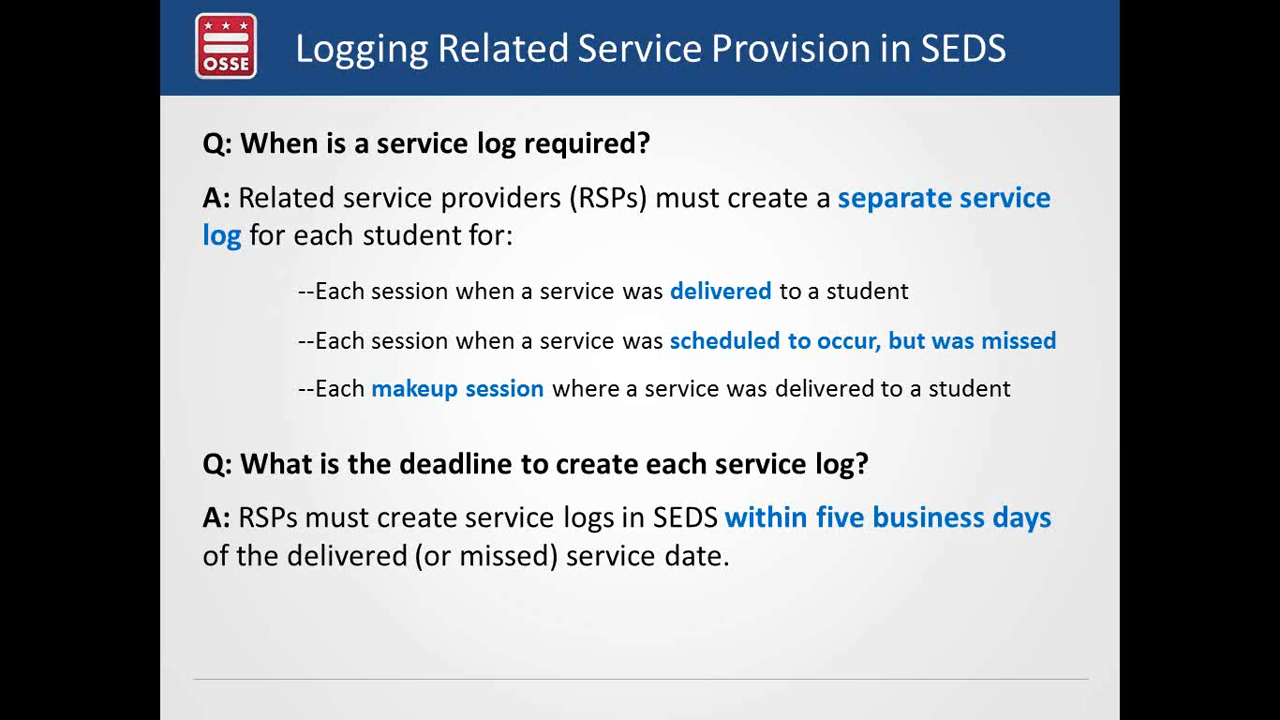 OSSE
Logging Related Service Provision in SEDS
Q: When is a service log required?
A: Related service providers (RSPs) must create a separate service
log for each student for:
--Each session when a service was delivered to a student
--Each session when a service was scheduled to occur, but was missed
--Each makeup session where a service was delivered to a student
Q: What is the deadline to create each service log?
A: RSPs must create service logs in SEDS within five business days
of the delivered (or missed) service date.